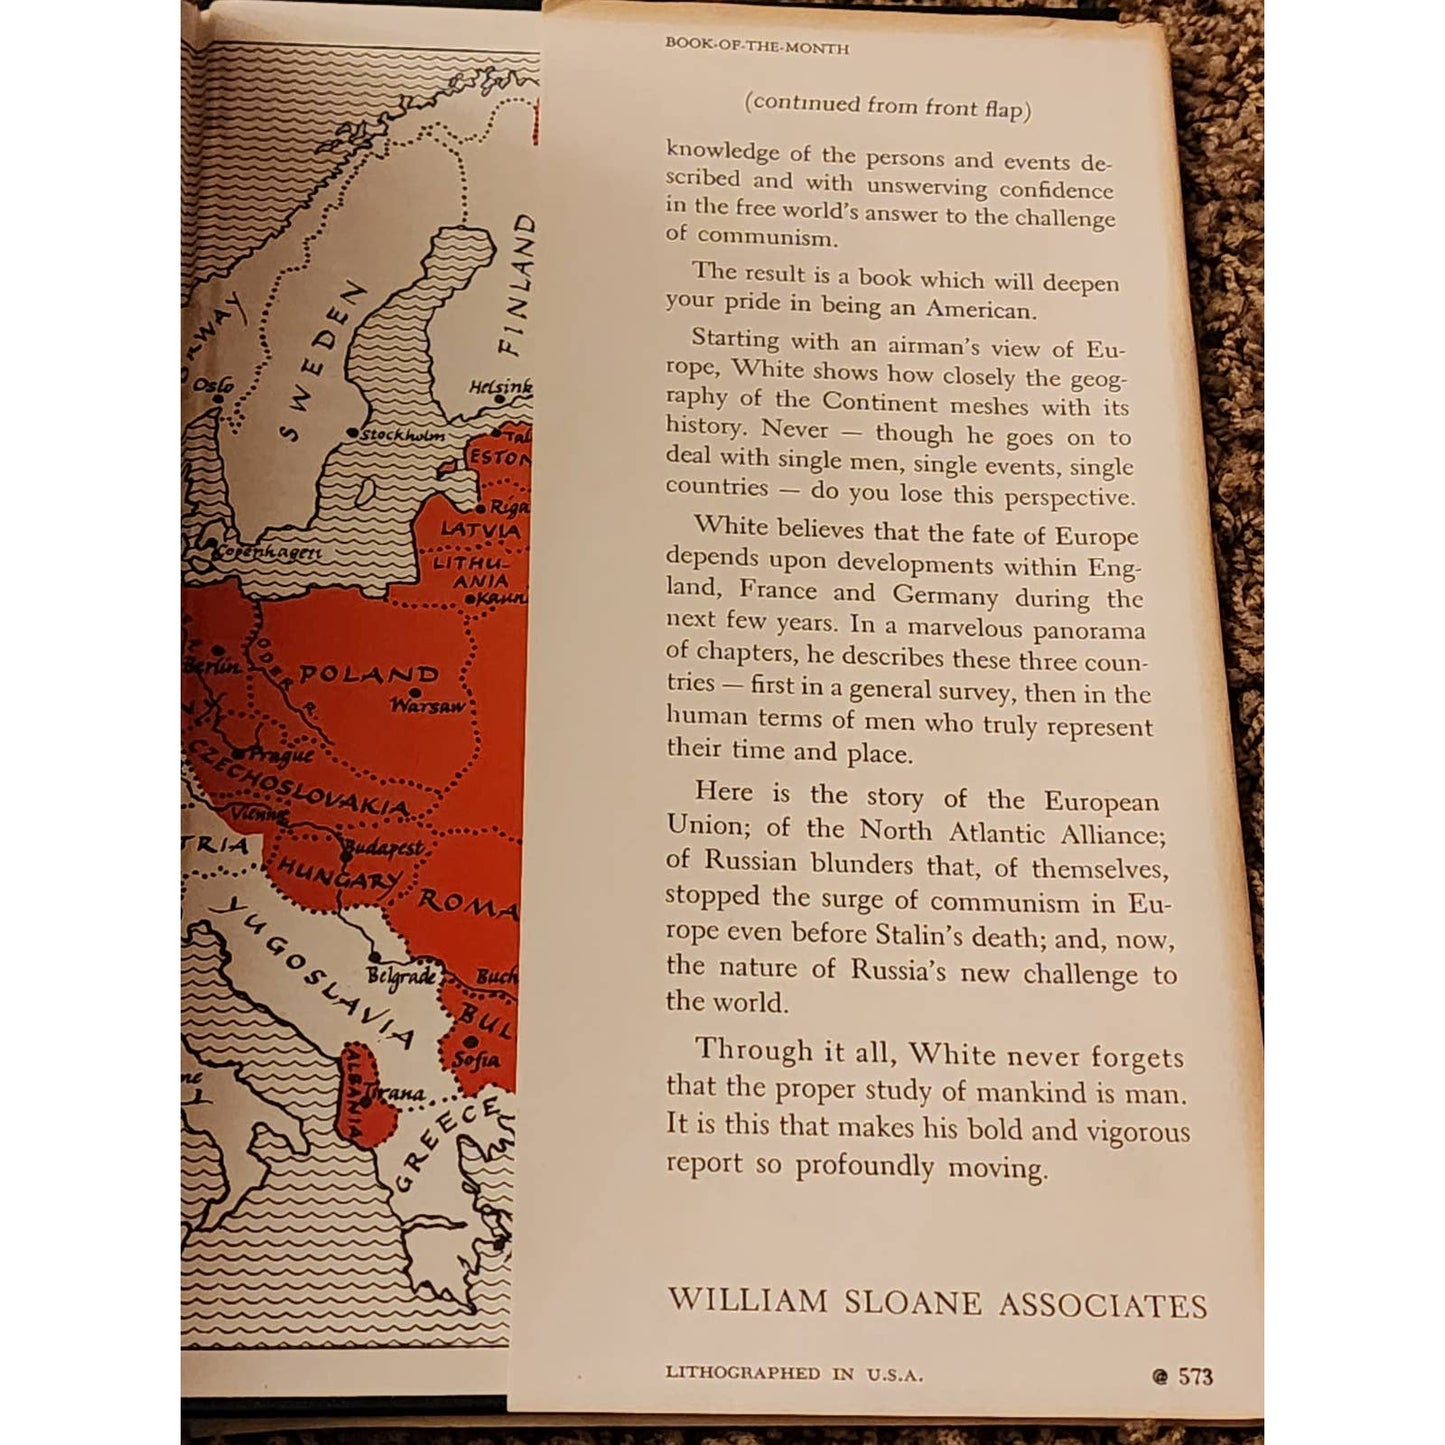 BOOK-OF-THE-MONTH
(continued from front flap)
knowledge of the persons and events de-
scribed and with unswerving confidence
in the free world's answer to the challenge
of communism.
The result is a book which will deepen
your pride in being an American.
Starting with an airman's view of Eu-
rope, White shows how closely the geog-
raphy of the Continent meshes with its
history. Never — though he goes on to
deal with single men, single events, single
countries — do you lose this perspective.
White believes that the fate of Europe
depends upon developments within Eng-
land, France and Germany during the
next few years. In a marvelous panorama
of chapters, he describes these three coun-
tries — first in a general survey, then in the
human terms of men who truly represent
their time and place.
Here is the story of the European
Union; of the North Atlantic Alliance;
of Russian blunders that, of themselves,
stopped the surge of communism in Eu-
rope even before Stalin's death; and, now,
the nature of Russia's new challenge to
the world.
Through it all, White never forgets
that the proper study of mankind is man.
It is this that makes his bold and vigorous
report so profoundly moving.
WILLIAM SLOANE ASSOCIATES
LITHOGRAPHED IN U.S.A.
@ 573
RWAY
SWEDEN
FINLAND
Oslo
Helsink
Stockholm
Tal
ESTON
Riga
LATVIA
Copenhagen
LITHU-
ANIA
Kaun
Berlin
ODER R.
POLAND
Warsaw
Prague
CZECHOSLOVAKIA
Vienna
TRIA
Budapest
HUNGARY
ROMA
YUGOSLAVIA
Belgrade
Buch
BUL
Sofia
ALBANIA
Tirana
GREECE